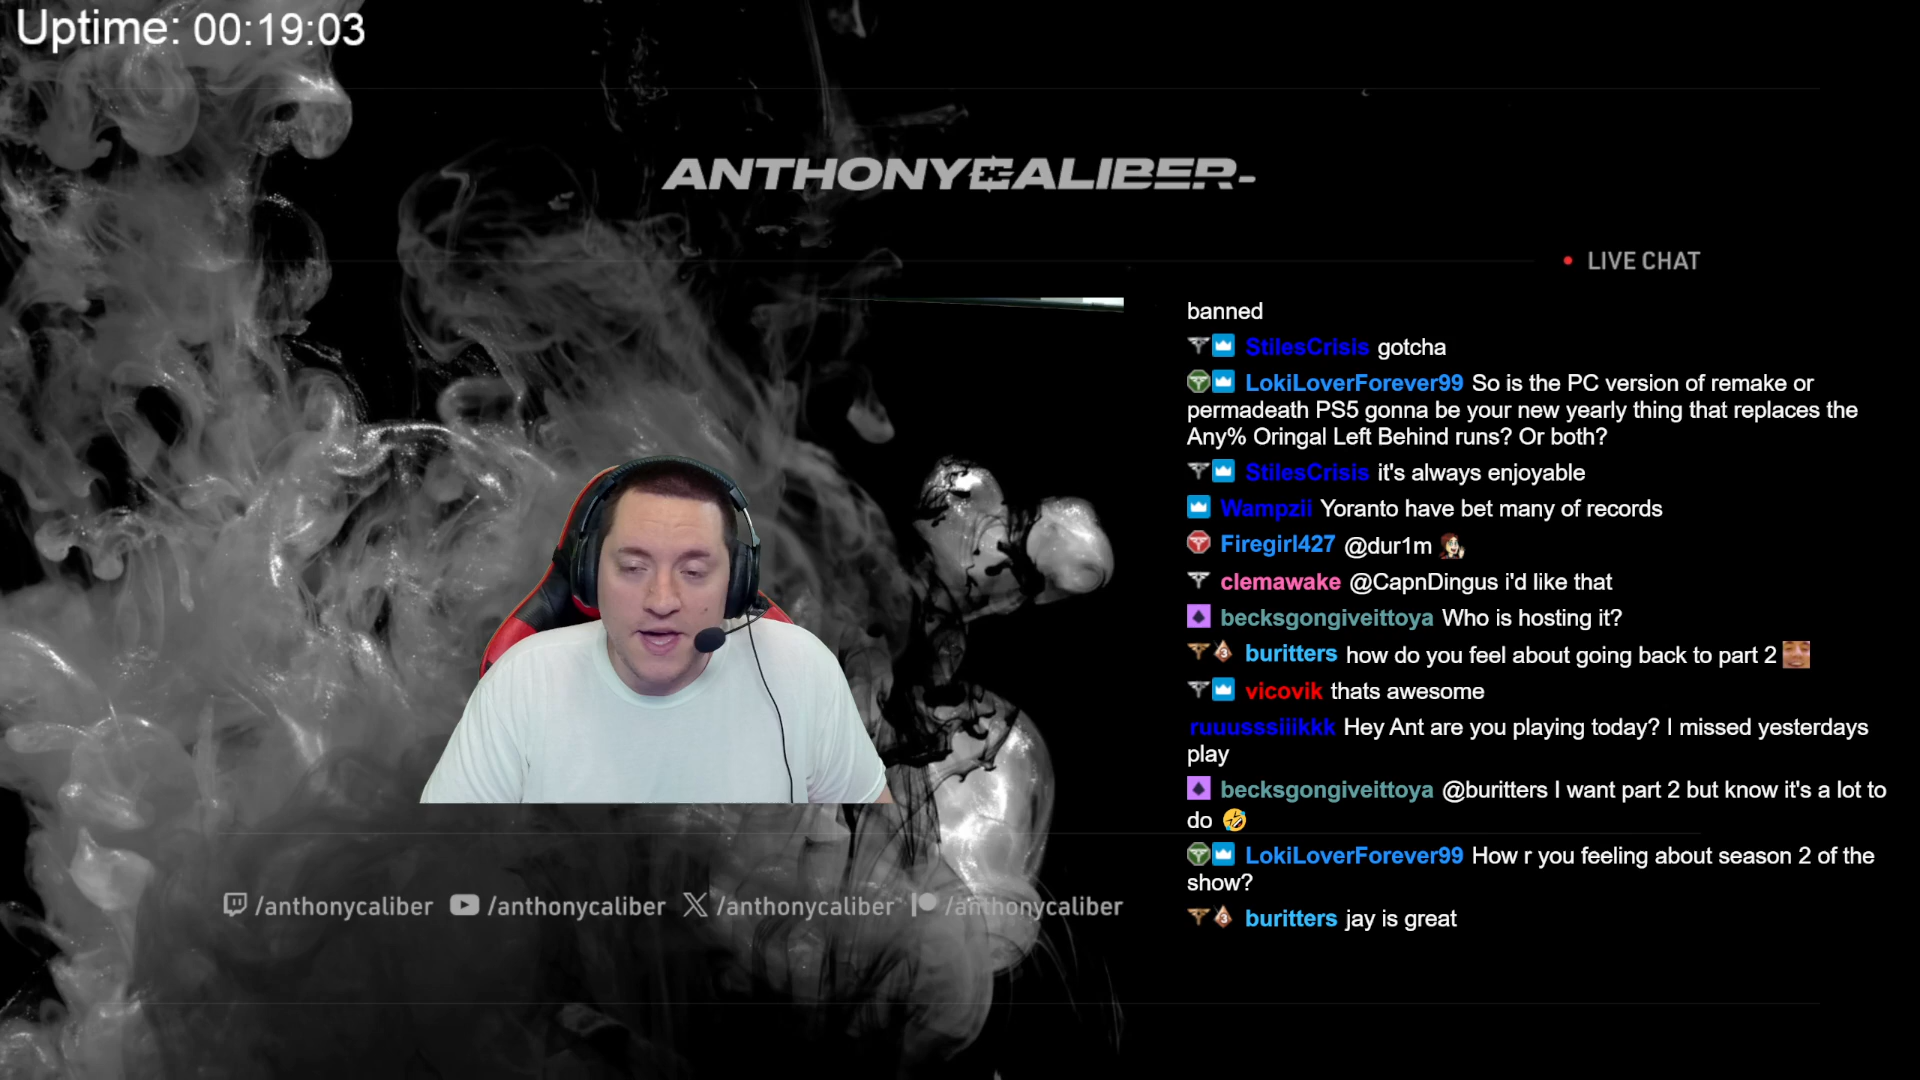 Uptime: 00:19:03
ANTHONYCALIBER-
LIVE CHAT
banned
StilesCrisis gotcha
LokiLoverForever99 So is the PC version of remake or
permadeath PS5 gonna be your new yearly thing that replaces the
Any% Oringal Left Behind runs? Or both?
StilesCrisis it's always enjoyable
Wampzii Yoranto have bet many of records
Firegirl427 @dur1m
clemawake @CapnDingus i'd like that
becksgongiveittoya Who is hosting it?
3 buritters how do you feel about going back to part 2
vicovik thats awesome
ruuusssiiikkk Hey Ant are you playing today? I missed yesterdays
play
becksgongiveittoya @buritters I want part 2 but know it's a lot to
do 🤣
LokiLoverForever99 How r you feeling about season 2 of the
show?
3 buritters jay is great
/anthonycaliber /anthonycaliber /anthonycaliber /anthonycaliber